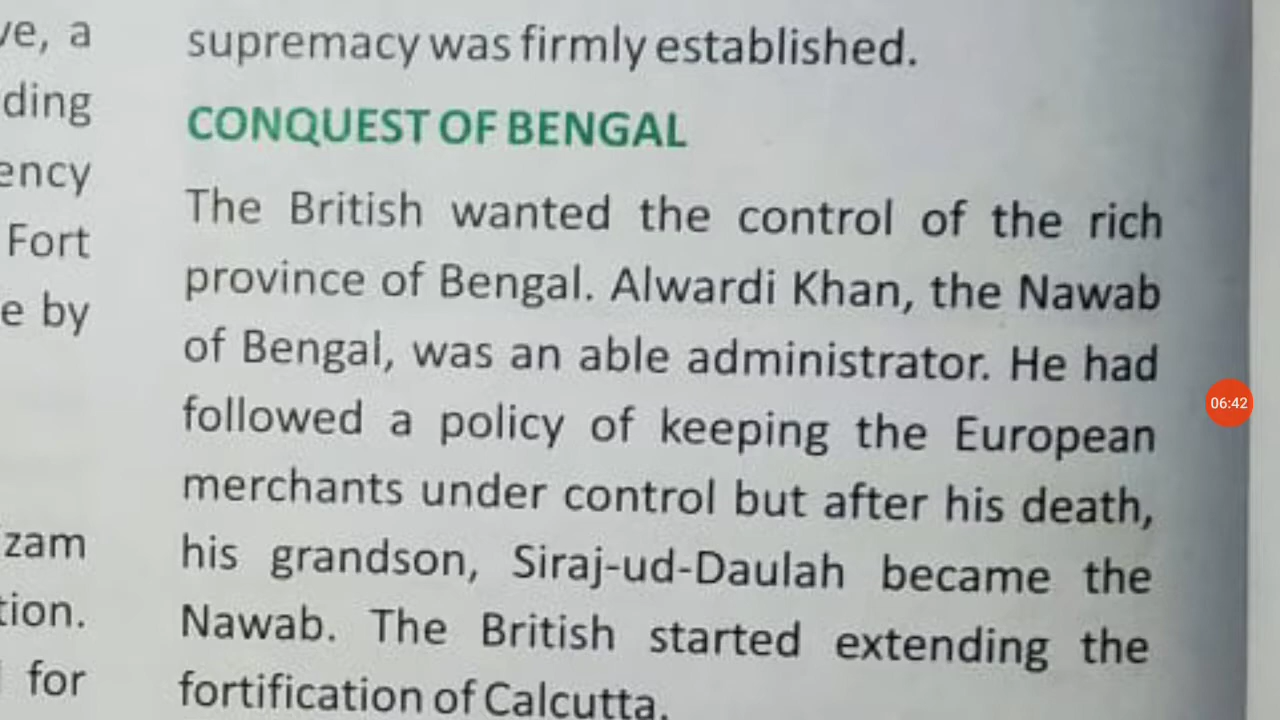 ve, a
ding
ency
Fort
e by
zam
tion.
for
supremacy was firmly established.
CONQUEST OF BENGAL
The British wanted the control of the rich
province of Bengal. Alwardi Khan, the Nawab
of Bengal, was an able administrator. He had
followed a policy of keeping the European
merchants under control but after his death,
his grandson, Siraj-ud-Daulah became the
Nawab. The British started extending the
fortification of Calcutta.
06:42